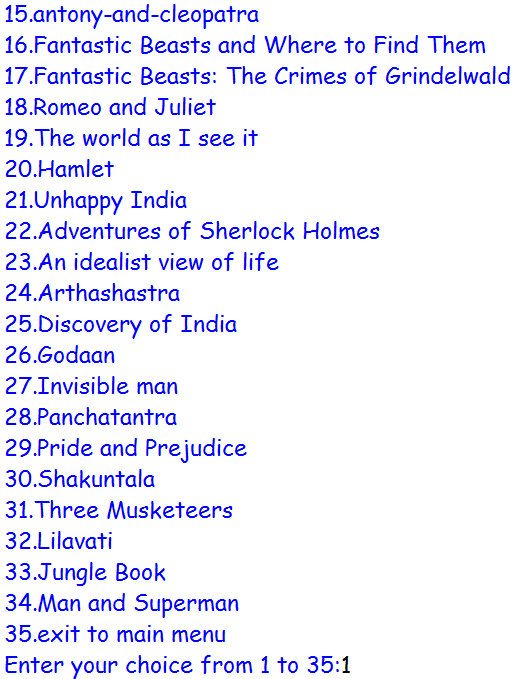 15.antony-and-cleopatra
16.Fantastic Beasts and Where to Find Them
17.Fantastic Beasts: The Crimes of Grindelwald
18.Romeo and Juliet
19.The world as I see it
20.Hamlet
21.Unhappy India
22.Adventures of Sherlock Holmes
23.An idealist view of life
24.Arthashastra
25.Discovery of India
26.Godaan
27.Invisible man
28.Panchatantra
29.Pride and Prejudice
30.Shakuntala
31.Three Musketeers
32.Lilavati
33.Jungle Book
34.Man and Superman
35.exit to main menu
Enter your choice from 1 to 35:1